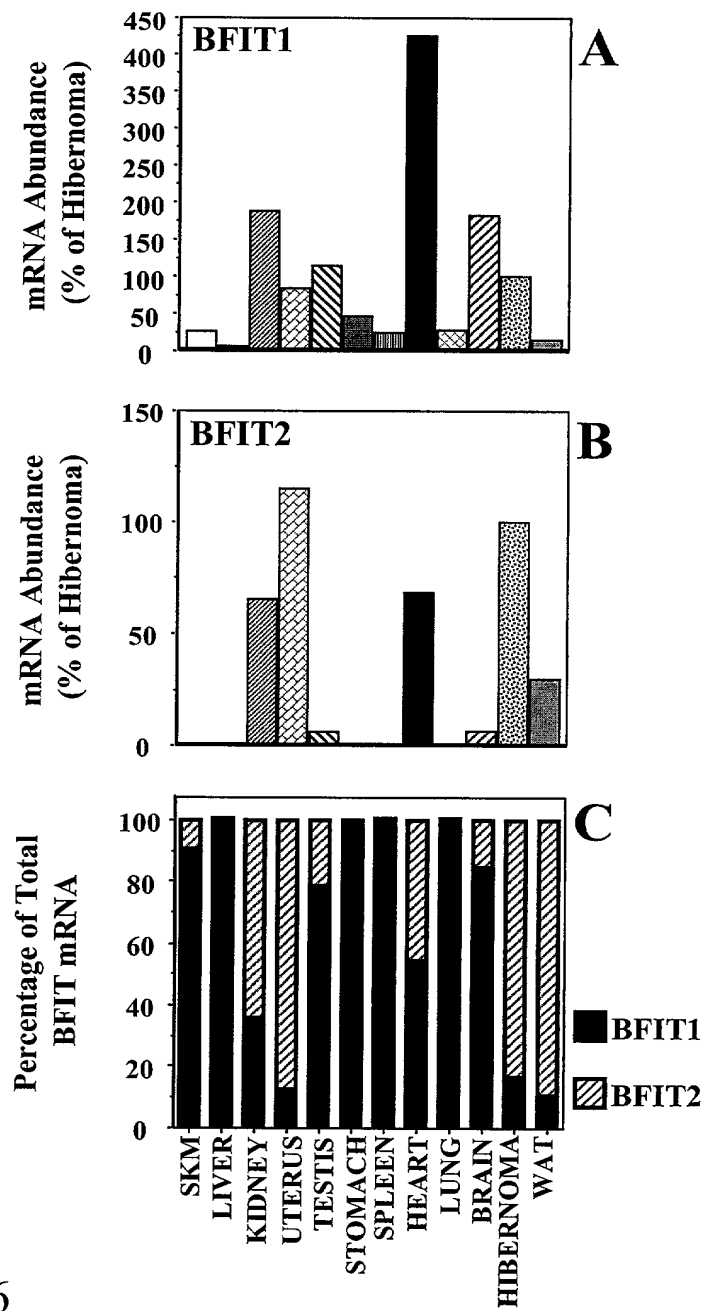 BFIT1
A
mRNA Abundance
(% of Hibernoma)
450
400
350
300
250
200
150
100
50
0
BFIT2
B
mRNA Abundance
(% of Hibernoma)
150
100
50
0
C
Percentage of Total
BFIT mRNA
100
80
60
40
20
0
BFIT1
BFIT2
SKM
LIVER
KIDNEY
UTERUS
TESTIS
STOMACH
SPLEEN
HEART
LUNG
BRAIN
HIBERNOMA
WAT